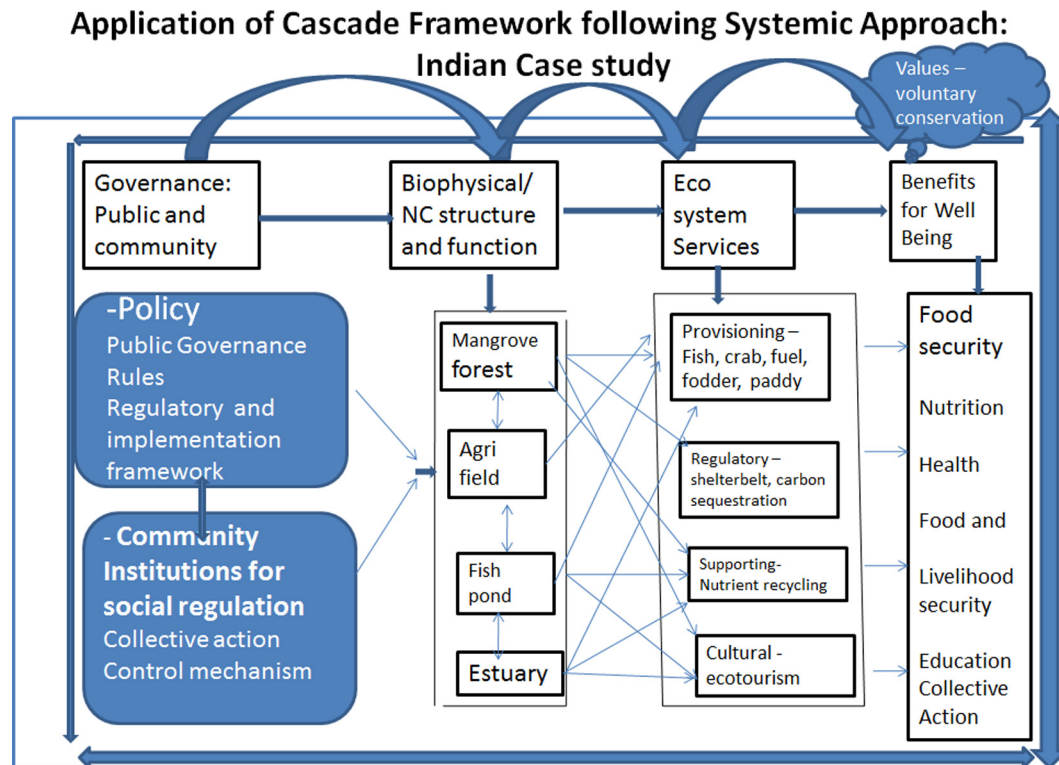 Application of Cascade Framework following Systemic Approach:
Indian Case study
Values –
voluntary
conservation
Governance:
Public and
community
Biophysical/
NC structure
and function
Eco
system
Services
Benefits
for Well
Being
-Policy
Public Governance
Rules
Regulatory and
implementation
framework
- Community
Institutions for
social regulation
Collective action
Control mechanism
Mangrove
forest
Agri
field
Fish
pond
Estuary
Provisioning –
Fish, crab, fuel,
fodder, paddy
Regulatory –
shelterbelt, carbon
sequestration
Supporting-
Nutrient recycling
Cultural -
ecotourism
Food
security
Nutrition
Health
Food and
Livelihood
security
Education
Collective
Action